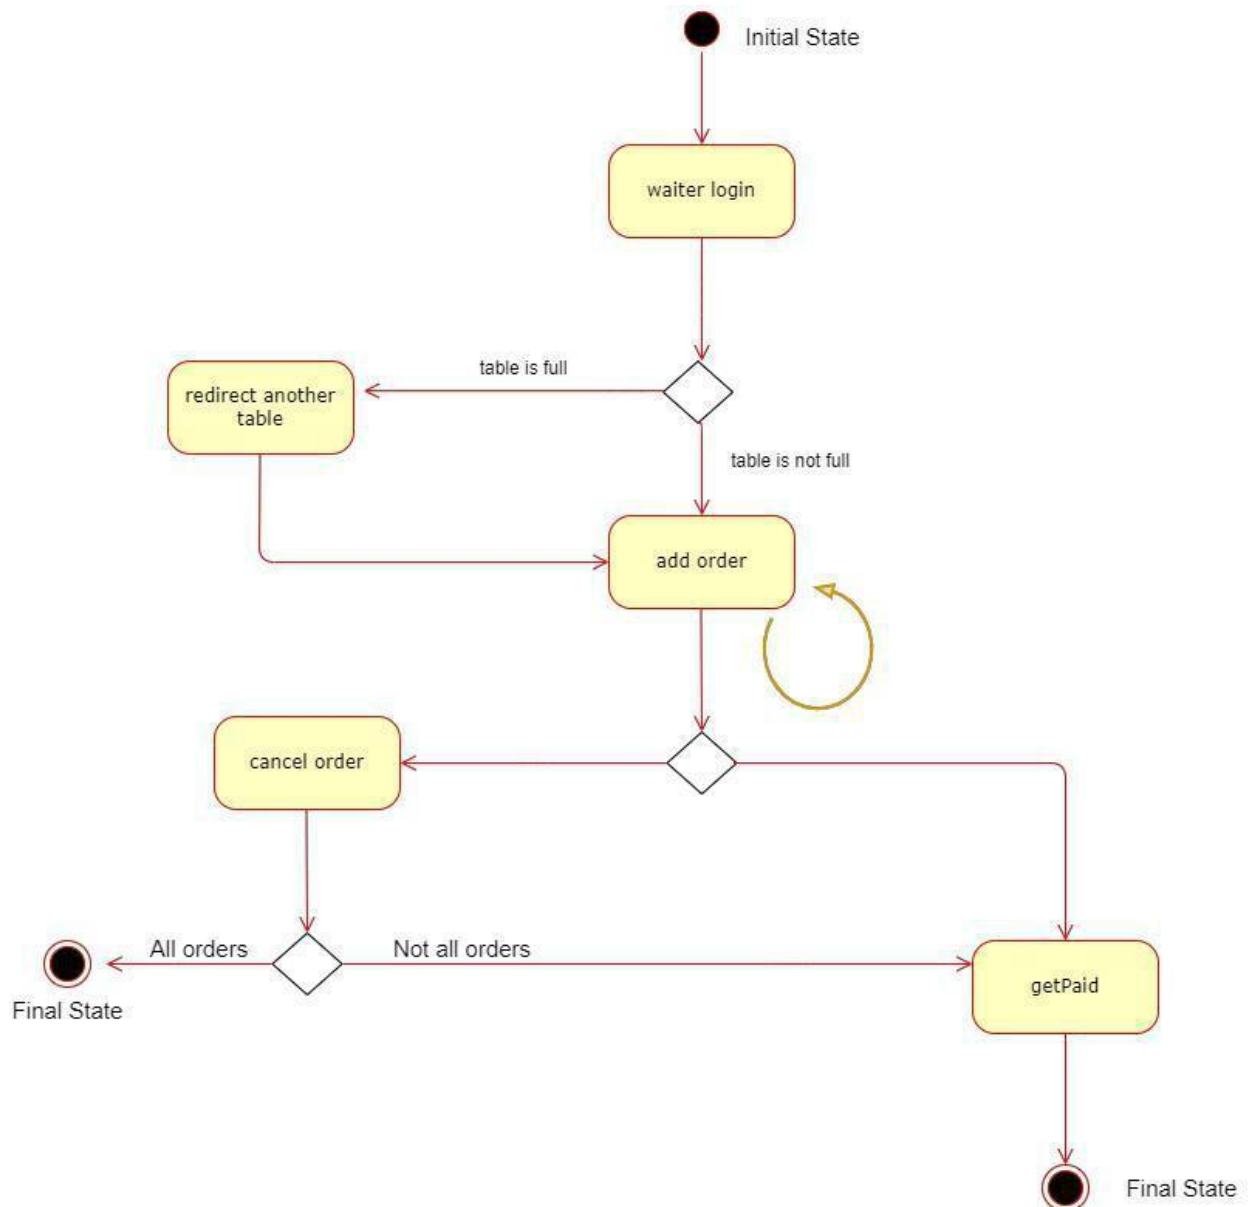 Initial State
waiter login
table is full
redirect another
table
table is not full
add order
cancel order
All orders
Not all orders
Final State
getPaid
Final State